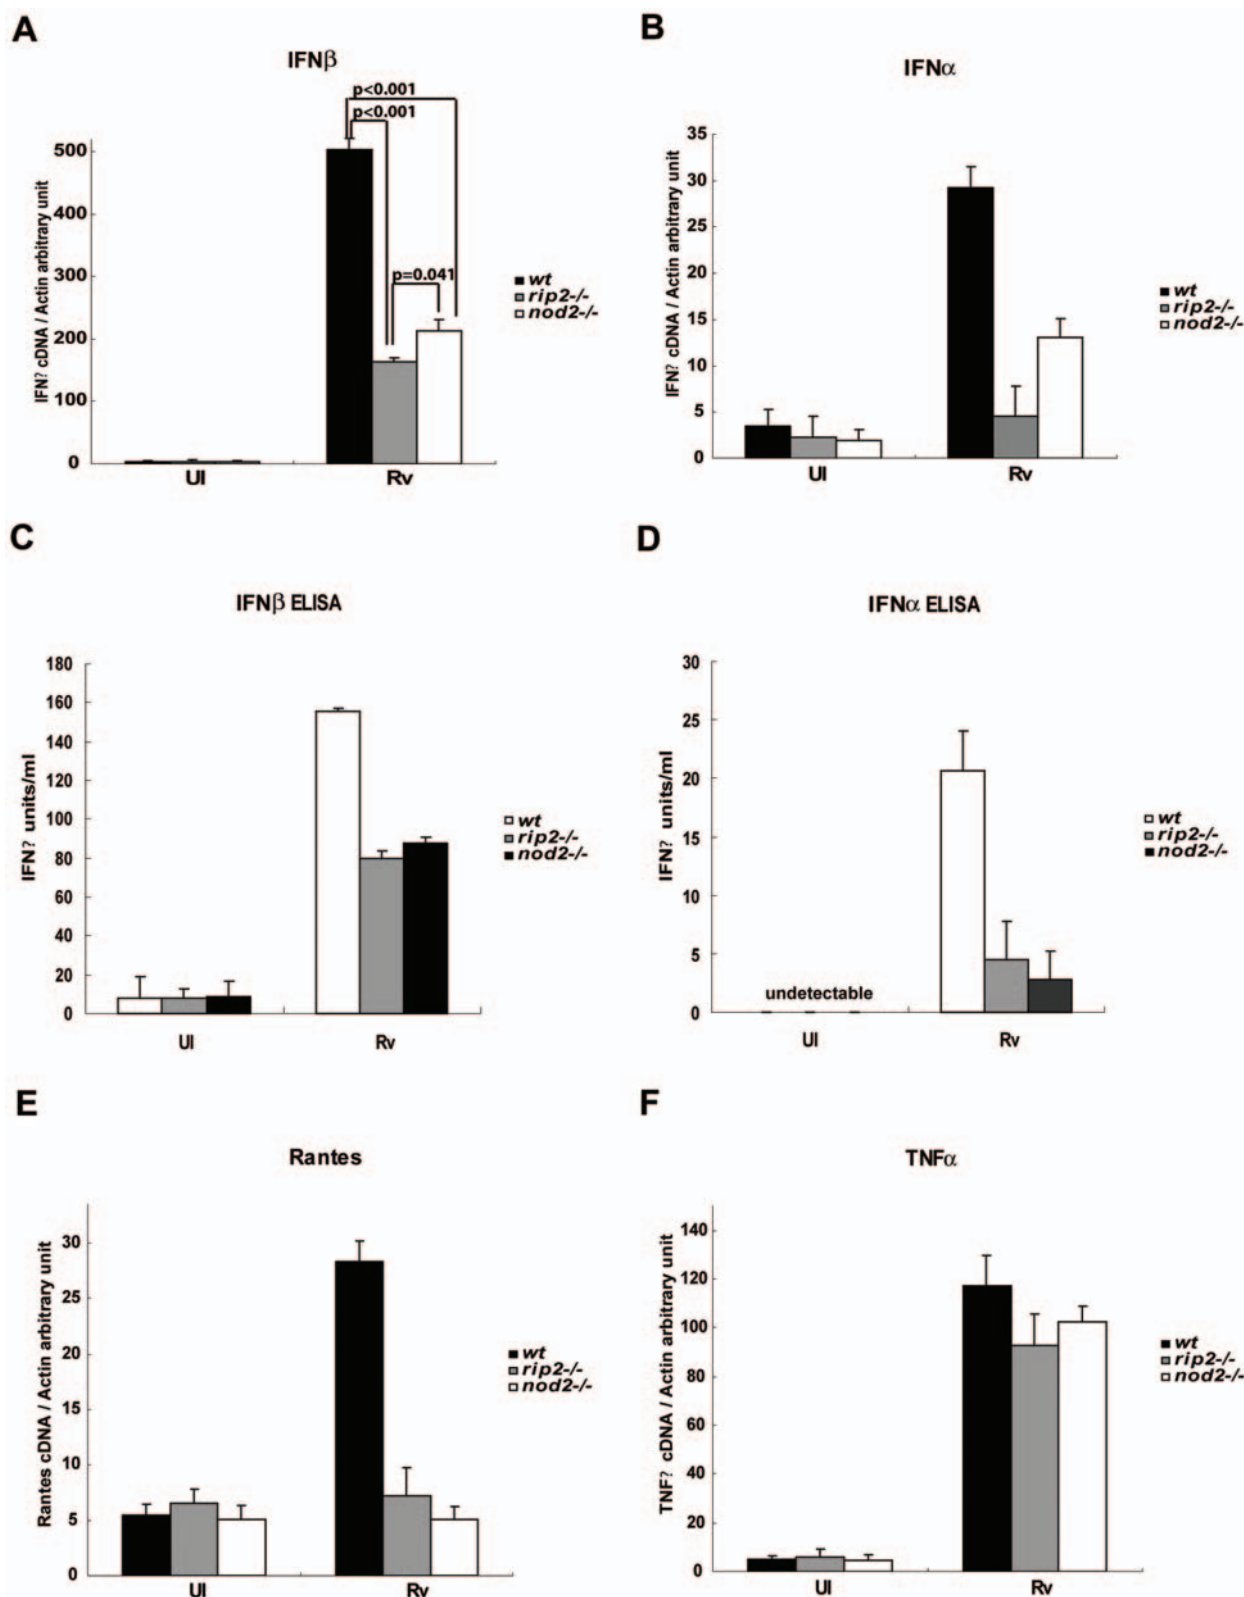 A
IFNβ
IFN? cDNA / Actin arbitrary unit
500
400
300
200
100
0
p<0.001
p<0.001
p=0.041
UI
Rv
wt
rip2-/-
nod2-/-
B
IFNα
IFN? cDNA / Actin arbitrary unit
35
30
25
20
15
10
5
0
UI
Rv
wt
rip2-/-
nod2-/-
C
IFNβ ELISA
IFN? units/ml
180
160
140
120
100
80
60
40
20
0
UI
Rv
wt
rip2-/-
nod2-/-
D
IFNα ELISA
IFN? units/ml
30
25
20
15
10
5
0
undetectable
UI
Rv
wt
rip2-/-
nod2-/-
E
Rantes
Rantes cDNA / Actin arbitrary unit
30
25
30
15
10
5
0
UI
Rv
wt
rip2-/-
nod2-/-
F
TNFα
TNF? cDNA / Actin arbitrary unit
140
120
100
80
60
40
20
0
UI
Rv
wt
rip2-/-
nod2-/-